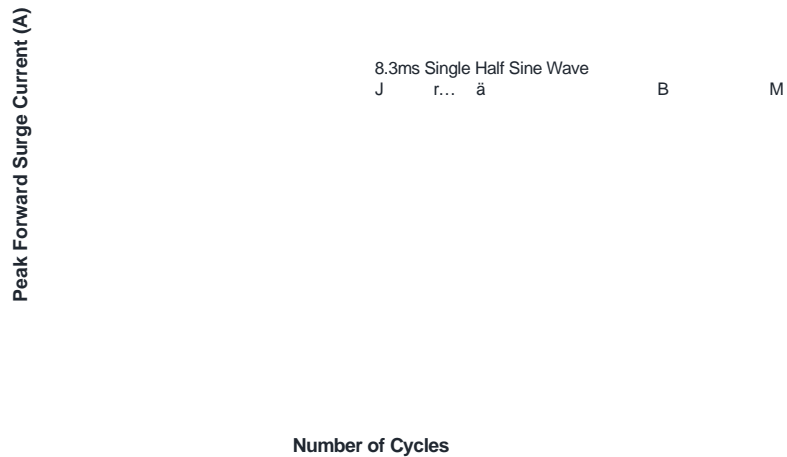 Peak Forward Surge Current (A)
8.3ms Single Half Sine Wave
J r… ä B M
Number of Cycles